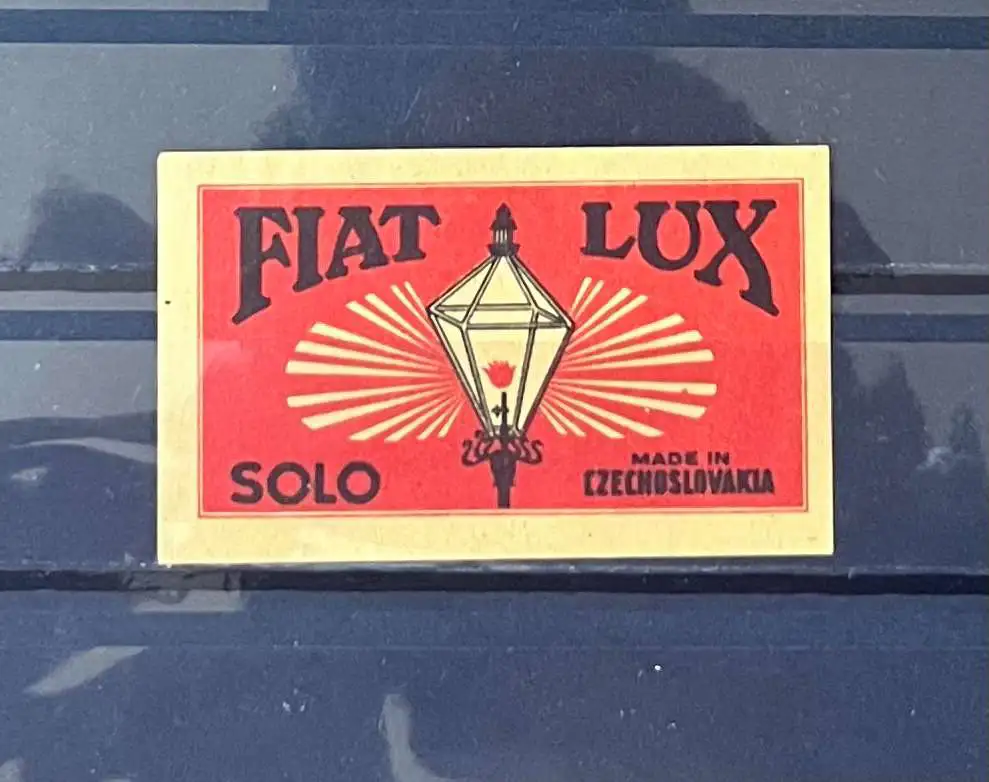 FIAT LUX
SOLO
MADE IN
CZECHOSLOVAKIA